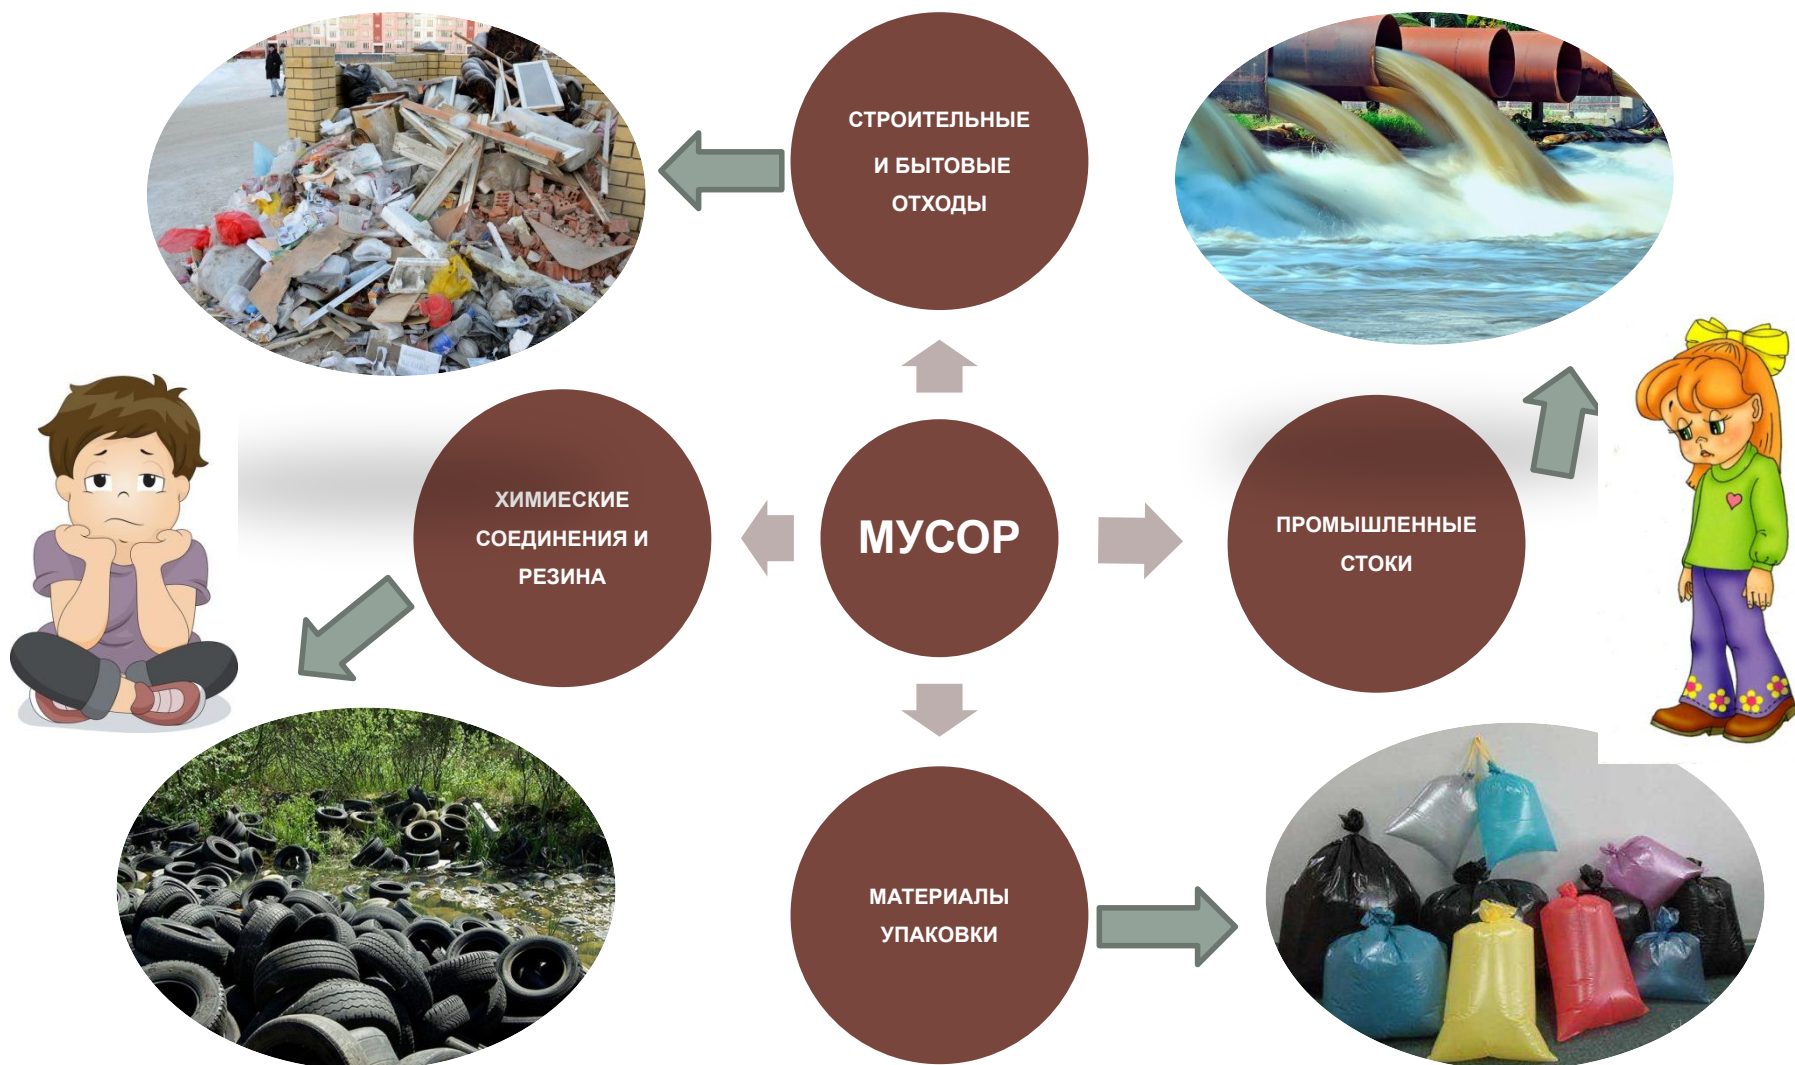 СТРОИТЕЛЬНЫЕ
И БЫТОВЫЕ
ОТХОДЫ
ХИМИЕСКИЕ
СОЕДИНЕНИЯ И
РЕЗИНА
МУСОР
ПРОМЫШЛЕННЫЕ
СТОКИ
МАТЕРИАЛЫ
УПАКОВКИ